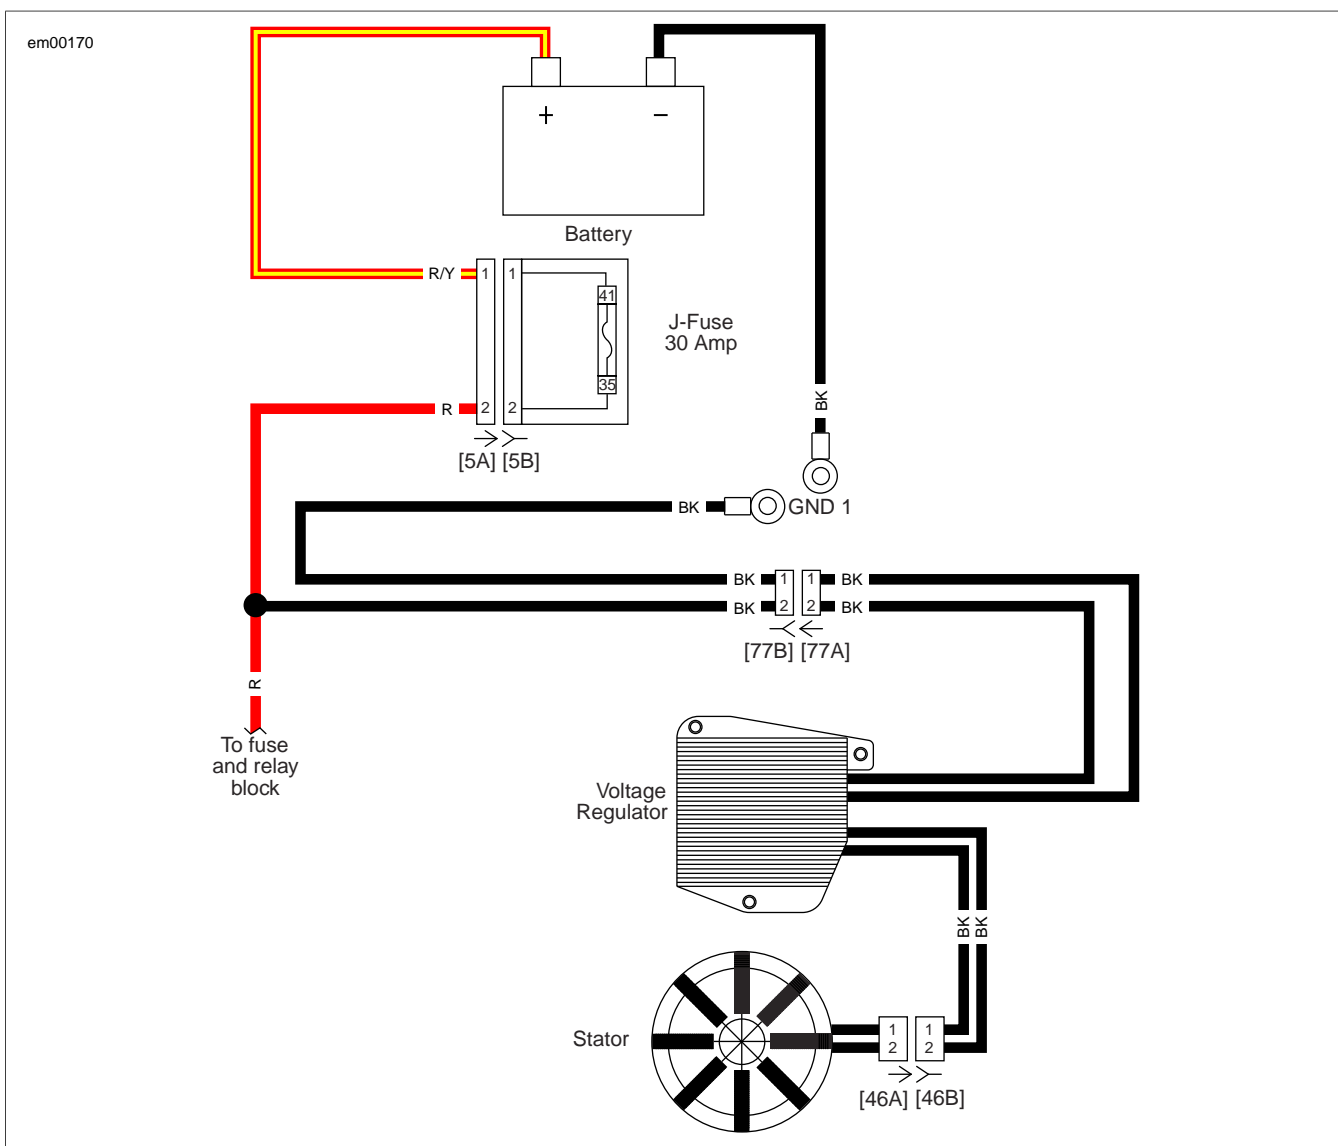 em00170
+
−
Battery
R/Y
1
1
41
J-Fuse
30 Amp
35
R
2
2
[5A] [5B]
BK
BK
GND 1
BK
1
1
BK
BK
2
2
BK
[77B] [77A]
R
To fuse
and relay
block
Voltage
Regulator
BK
BK
Stator
1
1
2
2
[46A] [46B]